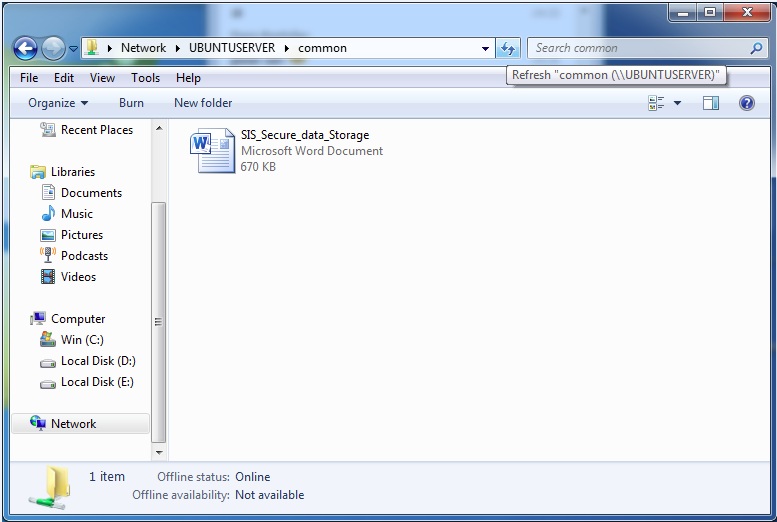 Network ▸ UBUNTUSERVER ▸ common
Search common
File Edit View Tools Help
Refresh "common (\\UBUNTUSERVER)"
Organize Burn New folder
Recent Places
Libraries
Documents
Music
Pictures
Podcasts
Videos
Computer
Win (C:)
Local Disk (D:)
Local Disk (E:)
Network
SIS_Secure_data_Storage
Microsoft Word Document
670 KB
1 item Offline status: Online
Offline availability: Not available